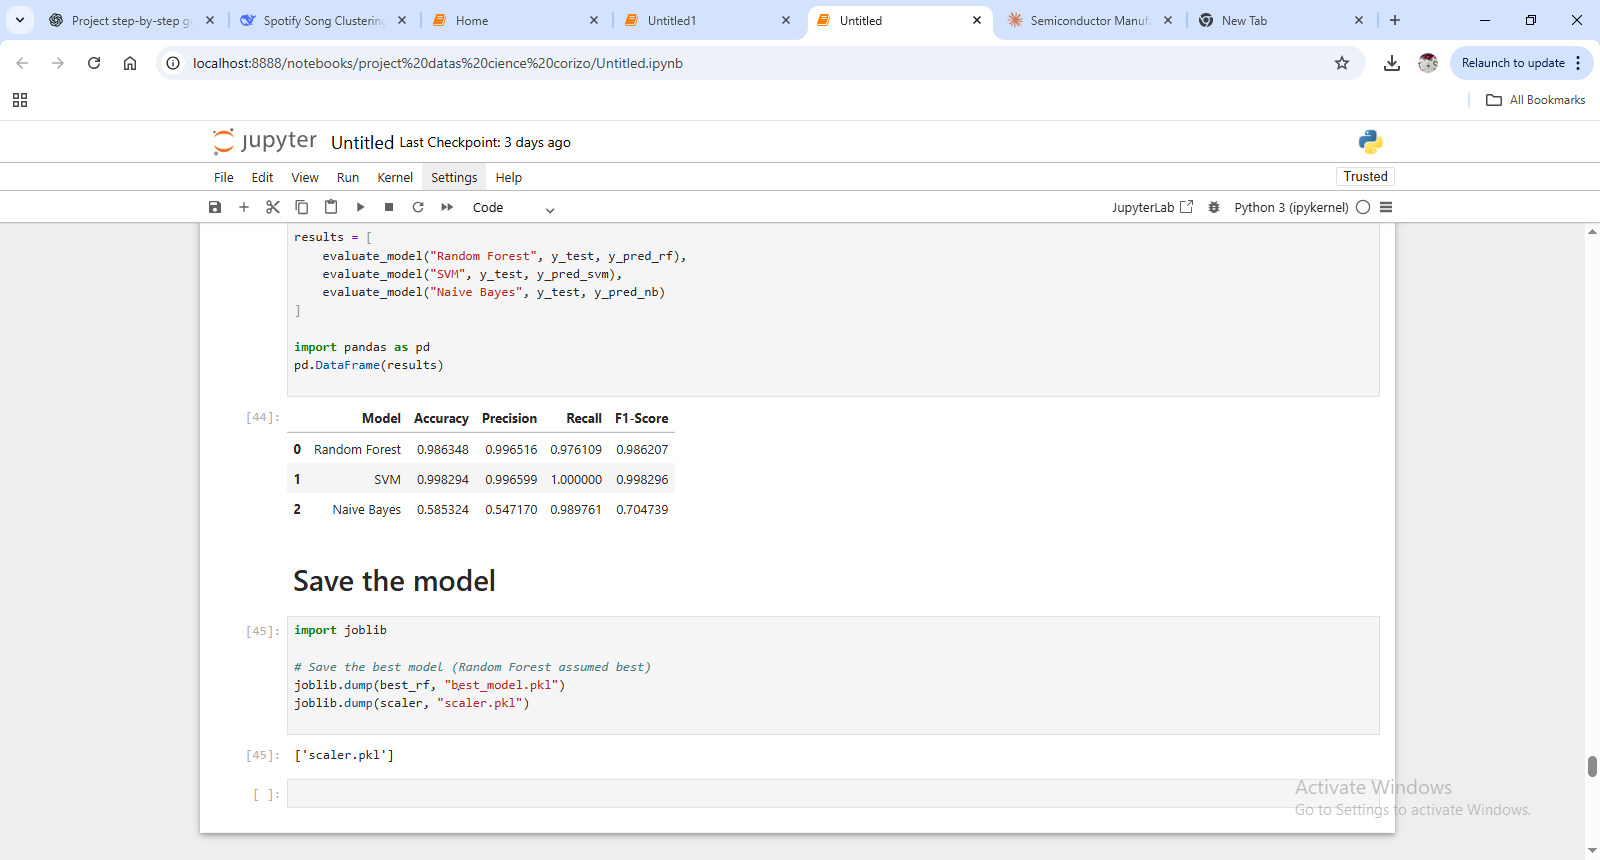 Project step-by-step g
Spotify Song Clustering
Home
Untitled1
Untitled
Semiconductor Manuf
New Tab
localhost:8888/notebooks/project%20datas%20cience%20corizo/Untitled.ipynb
Relaunch to update
All Bookmarks
jupyter Untitled Last Checkpoint: 3 days ago
File Edit View Run Kernel Settings Help
Trusted
Code
JupyterLab
Python 3 (ipykernel)
results = [
evaluate_model("Random Forest", y_test, y_pred_rf),
evaluate_model("SVM", y_test, y_pred_svm),
evaluate_model("Naive Bayes", y_test, y_pred_nb)
]
import pandas as pd
pd.DataFrame(results)
[44]:
Model Accuracy Precision Recall F1-Score
0 Random Forest 0.986348 0.996516 0.976109 0.986207
1 SVM 0.998294 0.996599 1.000000 0.998296
2 Naive Bayes 0.585324 0.547170 0.989761 0.704739
Save the model
[45]: import joblib
# Save the best model (Random Forest assumed best)
joblib.dump(best_rf, "best_model.pkl")
joblib.dump(scaler, "scaler.pkl")
[45]: ['scaler.pkl']
[ ]:
Activate Windows
Go to Settings to activate Windows.